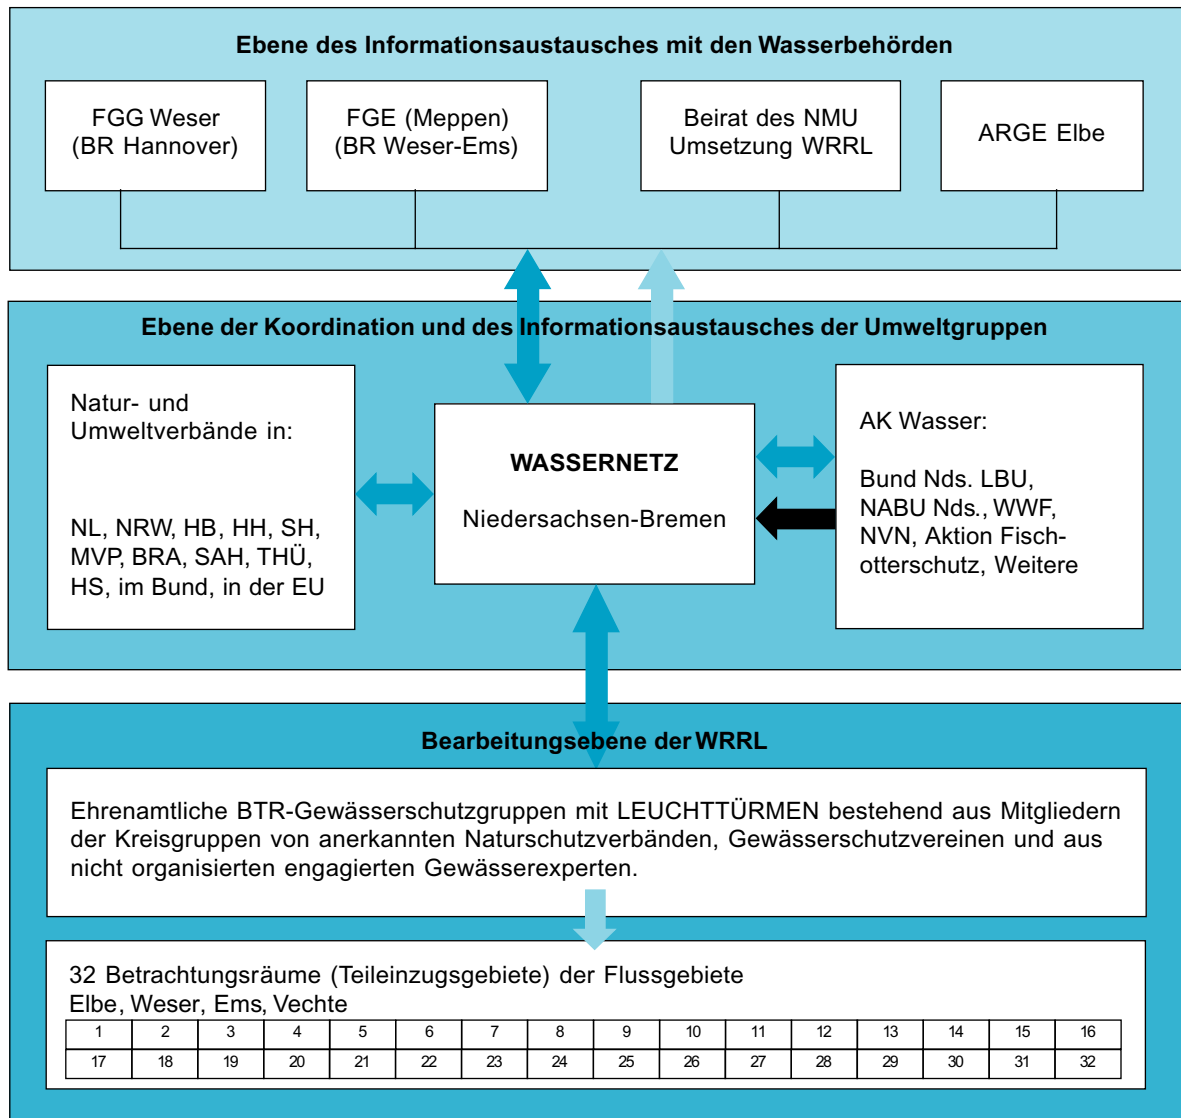 Ebene des Informationsaustausches mit den Wasserbehörden
FGG Weser
(BR Hannover)
FGE (Meppen)
(BR Weser-Ems)
Beirat des NMU
Umsetzung WRRL
ARGE Elbe
Ebene der Koordination und des Informationsaustausches der Umweltgruppen
Natur- und
Umweltverbände in:
NL, NRW, HB, HH, SH,
MVP, BRA, SAH, THÜ,
HS, im Bund, in der EU
WASSERNETZ
Niedersachsen-Bremen
AK Wasser:
Bund Nds. LBU,
NABU Nds., WWF,
NVN, Aktion Fisch-
otterschutz, Weitere
Bearbeitungsebene der WRRL
Ehrenamtliche BTR-Gewässerschutzgruppen mit LEUCHTTÜRMEN bestehend aus Mitgliedern
der Kreisgruppen von anerkannten Naturschutzverbänden, Gewässerschutzvereinen und aus
nicht organisierten engagierten Gewässerexperten.
32 Betrachtungsräume (Teileinzugsgebiete) der Flussgebiete
Elbe, Weser, Ems, Vechte
1 2 3 4 5 6 7 8 9 10 11 12 13 14 15 16
17 18 19 20 21 22 23 24 25 26 27 28 29 30 31 32